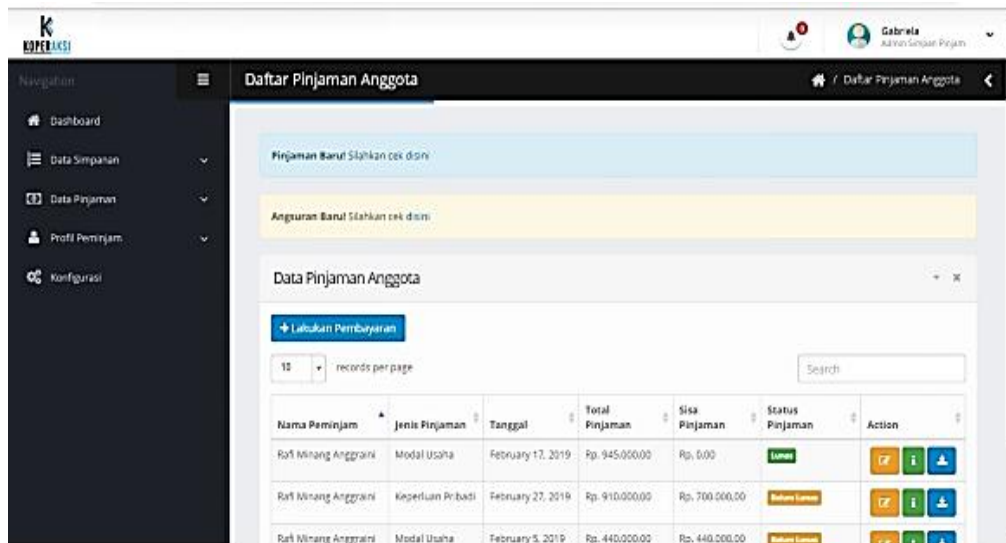 K
KOPERAKSI
0
Gabriela
Admin Simpan Pinjam
Navigation
Daftar Pinjaman Anggota
/ Daftar Pinjaman Anggota
Dashboard
Data Simpanan
Data Pinjaman
Profil Peminjam
Konfigurasi
Pinjaman Baru! Silahkan cek disini
Angsuran Baru! Silahkan cek disini
Data Pinjaman Anggota
+ Lakukan Pembayaran
10 records per page
Search
Nama Peminjam Jenis Pinjaman Tanggal Total Pinjaman Sisa Pinjaman Status Pinjaman Action
Rafi Minang Anggraini Modal Usaha February 17, 2019 Rp. 945.000,00 Rp. 0,00 Lunas
Rafi Minang Anggraini Keperluan Pribadi February 27, 2019 Rp. 910.000,00 Rp. 700.000,00 Belum Lunas
Rafi Minang Anggraini Modal Usaha February 5, 2019 Rp. 440.000,00 Rp. 440.000,00 Belum Lunas